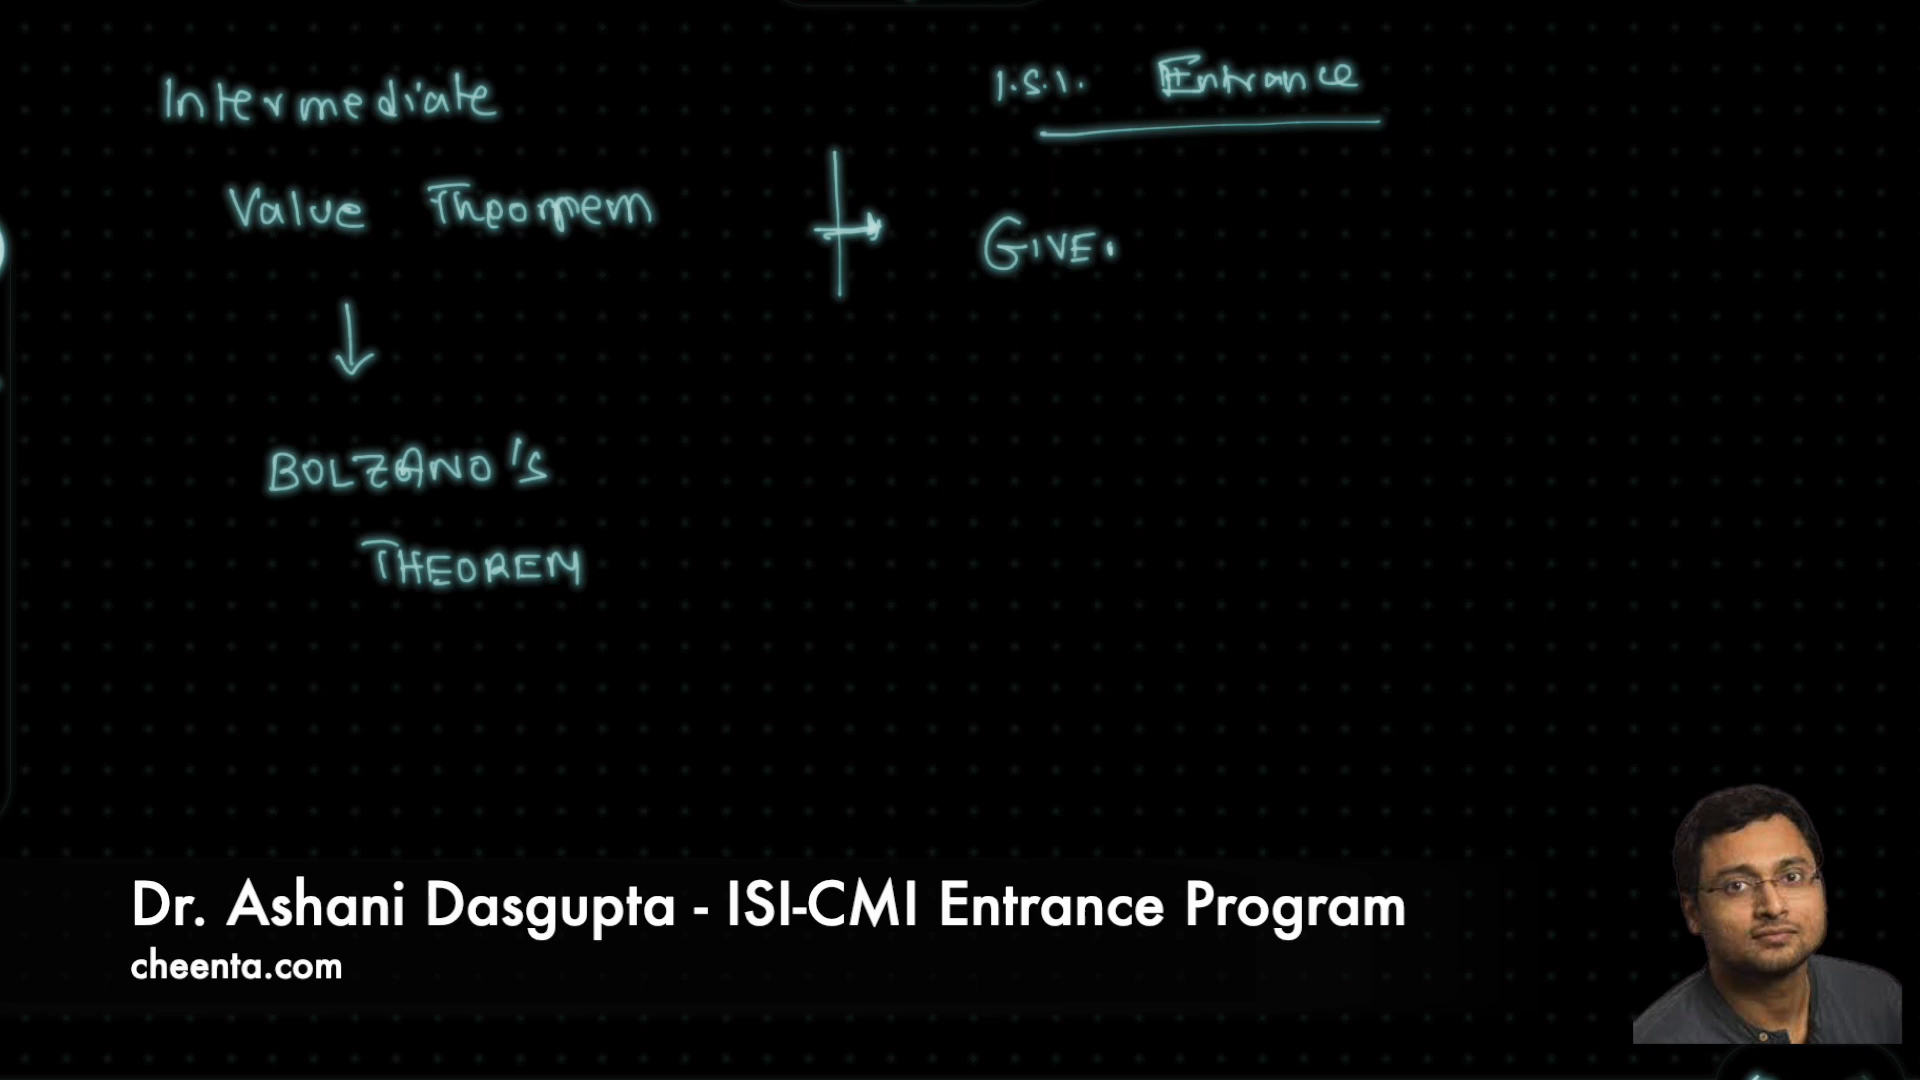 Intermediate
Value Theorem
BOLZANO's
THEOREM
I.S.I. Entrance
GIVE
Dr. Ashani Dasgupta - ISI-CMI Entrance Program
cheenta.com